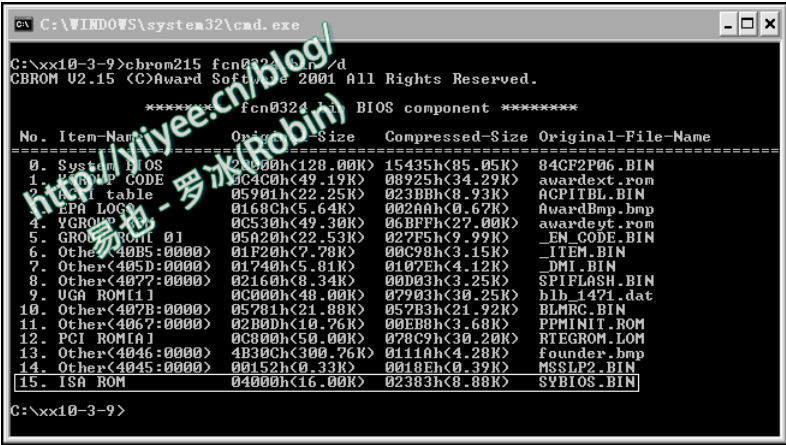 C:\WINDOWS\system32\cmd.exe
C:\xx10-3-9>cbrom215 fcn0324.bin /d
CBROM V2.15 (C)Award Software 2001 All Rights Reserved.
******** fcn0324.bin BIOS component ********
No. Item-Name Original-Size Compressed-Size Original-File-Name
0. System BIOS 20000h(128.00K) 15435h(85.05K) 84CF2P06.BIN
1. XGROUP CODE 0C4C0h(49.19K) 08925h(34.29K) awardext.rom
2. ACPI table 05901h(22.25K) 023BBh(8.93K) ACPITBL.BIN
3. EPA LOGO 0168Ch(5.64K) 002AAh(0.67K) AwardBmp.bmp
4. YGROUP ROM 0C530h(49.30K) 06BFFh(27.00K) awardeyt.rom
5. GROUP ROM[ 0] 05A20h(22.53K) 027F5h(9.99K) _EN_CODE.BIN
6. Other(40B5:0000) 01F20h(7.78K) 00C98h(3.15K) _ITEM.BIN
7. Other(405D:0000) 01740h(5.81K) 0107Eh(4.12K) _DMI.BIN
8. Other(4077:0000) 02160h(8.34K) 00D03h(3.25K) SPIFLASH.BIN
9. VGA ROM[1] 0C000h(48.00K) 07903h(30.25K) blb_1471.dat
10. Other(407B:0000) 05781h(21.88K) 057B3h(21.92K) BLMRC.BIN
11. Other(4067:0000) 02B0Dh(10.76K) 00EB8h(3.68K) PPMINIT.ROM
12. PCI ROM[A] 0C800h(50.00K) 078C9h(30.20K) RTEGROM.LOM
13. Other(4046:0000) 4B30Ch(300.76K) 0111Ah(4.28K) founder.bmp
14. Other(4045:0000) 00152h(0.33K) 0018Eh(0.39K) MSSLP2.BIN
15. ISA ROM 04000h(16.00K) 02383h(8.88K) SYBIOS.BIN
C:\xx10-3-9>
http://yiiyee.cn/blog/
易也 - 罗冰(Robin)